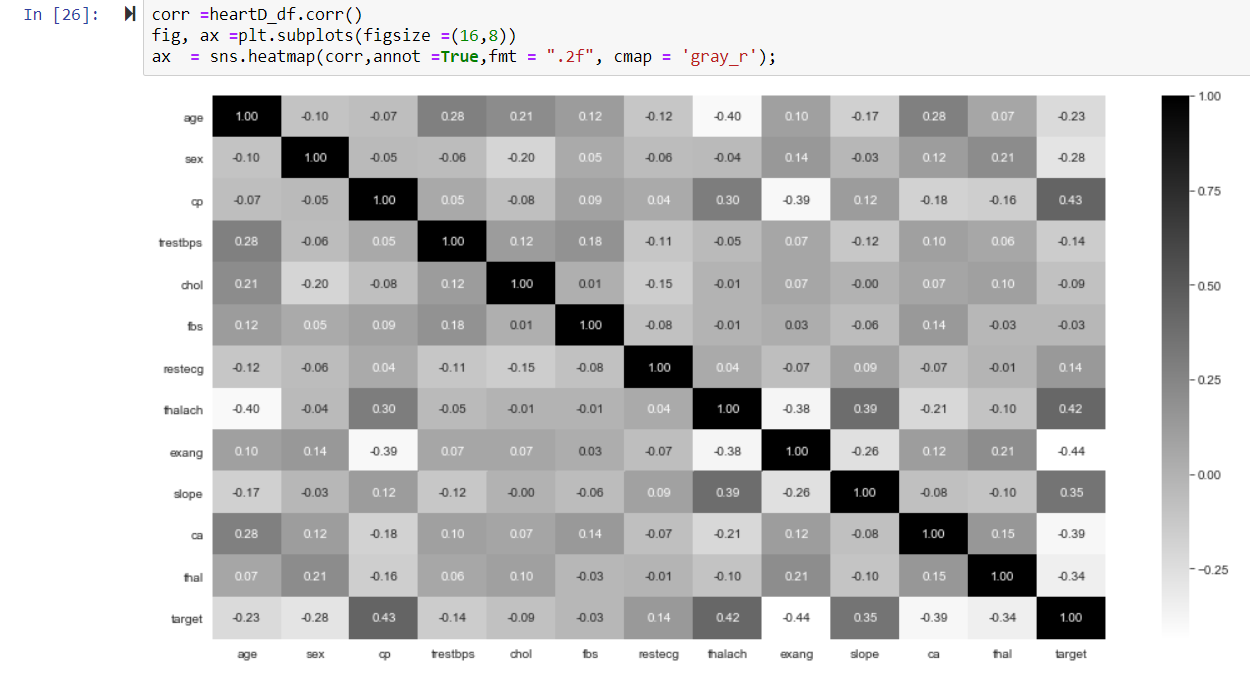 In [26]:
corr =heartD_df.corr()
fig, ax =plt.subplots(figsize =(16,8))
ax  = sns.heatmap(corr,annot =True,fmt = ".2f", cmap = 'gray_r');
age 1.00 -0.10 -0.07 0.28 0.21 0.12 -0.12 -0.40 0.10 -0.17 0.28 0.07 -0.23
sex -0.10 1.00 -0.05 -0.06 -0.20 0.05 -0.06 -0.04 0.14 -0.03 0.12 0.21 -0.28
cp -0.07 -0.05 1.00 0.05 -0.08 0.09 0.04 0.30 -0.39 0.12 -0.18 -0.16 0.43
trestbps 0.28 -0.06 0.05 1.00 0.12 0.18 -0.11 -0.05 0.07 -0.12 0.10 0.06 -0.14
chol 0.21 -0.20 -0.08 0.12 1.00 0.01 -0.15 -0.01 0.07 -0.00 0.07 0.10 -0.09
fbs 0.12 0.05 0.09 0.18 0.01 1.00 -0.08 -0.01 0.03 -0.06 0.14 -0.03 -0.03
restecg -0.12 -0.06 0.04 -0.11 -0.15 -0.08 1.00 0.04 -0.07 0.09 -0.07 -0.01 0.14
thalach -0.40 -0.04 0.30 -0.05 -0.01 -0.01 0.04 1.00 -0.38 0.39 -0.21 -0.10 0.42
exang 0.10 0.14 -0.39 0.07 0.07 0.03 -0.07 -0.38 1.00 -0.26 0.12 0.21 -0.44
slope -0.17 -0.03 0.12 -0.12 -0.00 -0.06 0.09 0.39 -0.26 1.00 -0.08 -0.10 0.35
ca 0.28 0.12 -0.18 0.10 0.07 0.14 -0.07 -0.21 0.12 -0.08 1.00 0.15 -0.39
thal 0.07 0.21 -0.16 0.06 0.10 -0.03 -0.01 -0.10 0.21 -0.10 0.15 1.00 -0.34
target -0.23 -0.28 0.43 -0.14 -0.09 -0.03 0.14 0.42 -0.44 0.35 -0.39 -0.34 1.00
age sex cp trestbps chol fbs restecg thalach exang slope ca thal target
1.00
0.75
0.50
0.25
0.00
-0.25